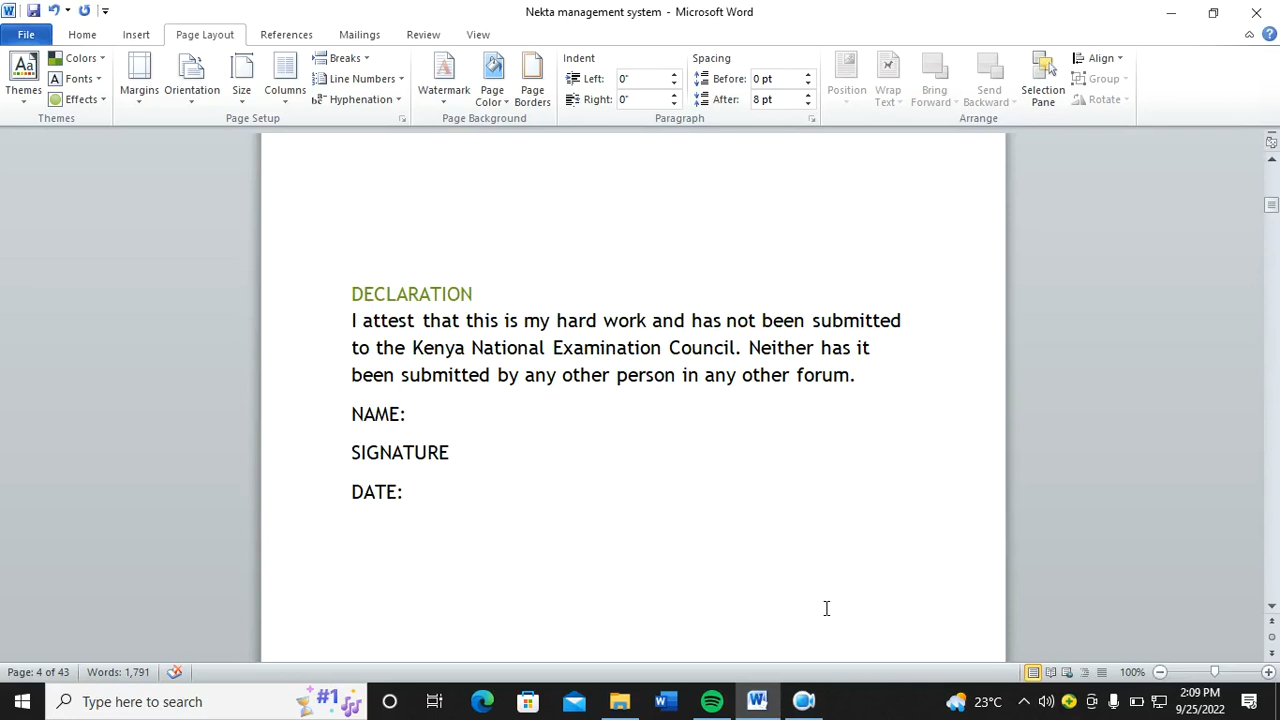 Nekta management system - Microsoft Word
File Home Insert Page Layout References Mailings Review View
Themes
Colors
Fonts
Effects
Themes
Margins
Orientation
Size
Columns
Breaks
Line Numbers
Hyphenation
Page Setup
Watermark
Page Color
Page Borders
Page Background
Indent
Left: 0"
Right: 0"
Spacing
Before: 0 pt
After: 8 pt
Paragraph
Position
Wrap Text
Bring Forward
Send Backward
Selection Pane
Align
Group
Rotate
Arrange
DECLARATION
I attest that this is my hard work and has not been submitted
to the Kenya National Examination Council. Neither has it
been submitted by any other person in any other forum.
NAME:
SIGNATURE
DATE:
Page: 4 of 43 Words: 1,791 100%
Type here to search #1 23°C 2:09 PM
9/25/2022